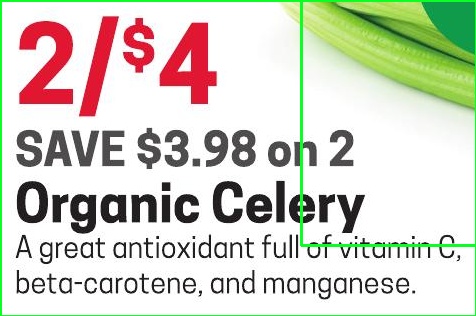 2/$4
SAVE $3.98 on 2
Organic Celery
A great antioxidant full of vitamin C,
beta-carotene, and manganese.